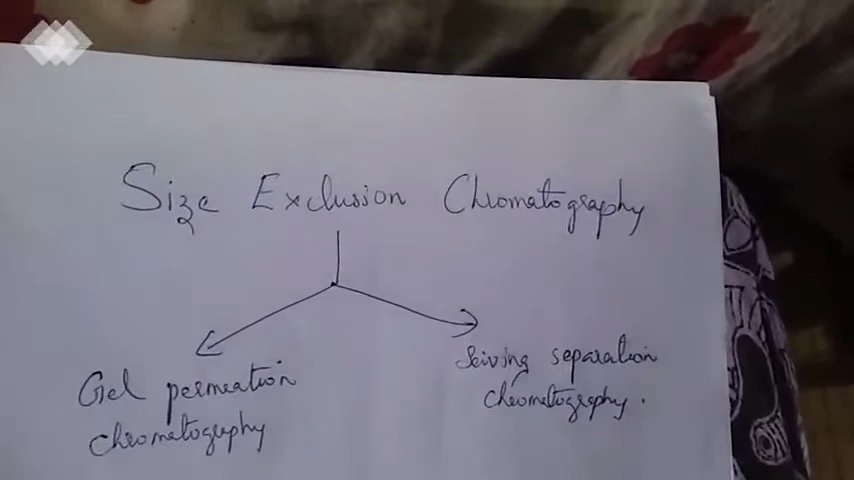 Size Exclusion Chromatography
Gel permeation
chromatography
Seiving separation
chromatography.